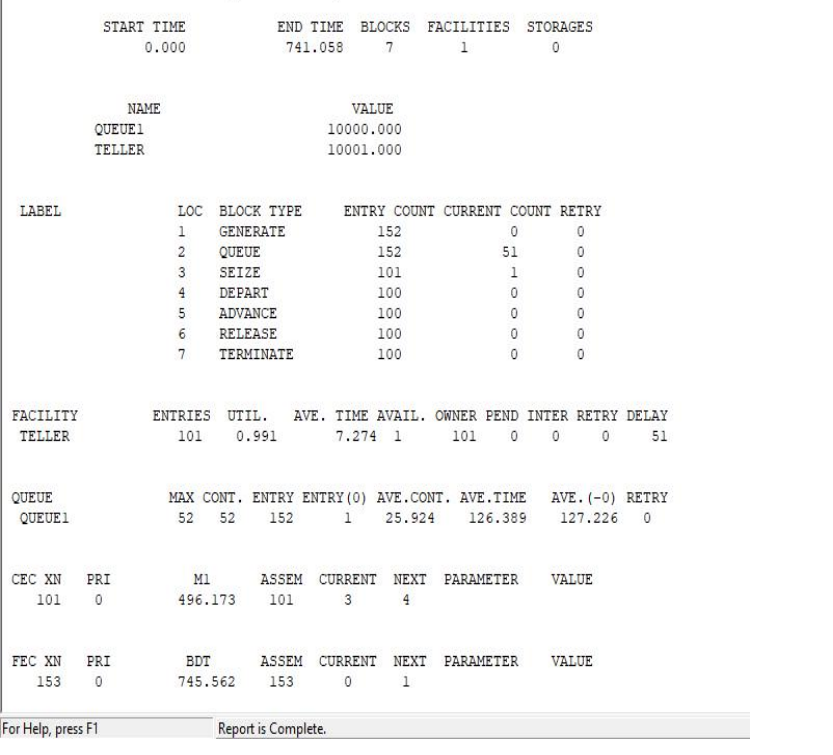 START TIME END TIME BLOCKS FACILITIES STORAGES
0.000 741.058 7 1 0
NAME VALUE
QUEUE1 10000.000
TELLER 10001.000
LABEL LOC BLOCK TYPE ENTRY COUNT CURRENT COUNT RETRY
1 GENERATE 152 0 0
2 QUEUE 152 51 0
3 SEIZE 101 1 0
4 DEPART 100 0 0
5 ADVANCE 100 0 0
6 RELEASE 100 0 0
7 TERMINATE 100 0 0
FACILITY ENTRIES UTIL. AVE. TIME AVAIL. OWNER PEND INTER RETRY DELAY
TELLER 101 0.991 7.274 1 101 0 0 0 51
QUEUE MAX CONT. ENTRY ENTRY(0) AVE.CONT. AVE.TIME AVE.(-0) RETRY
QUEUE1 52 52 152 1 25.924 126.389 127.226 0
CEC XN PRI M1 ASSEM CURRENT NEXT PARAMETER VALUE
101 0 496.173 101 3 4
FEC XN PRI BDT ASSEM CURRENT NEXT PARAMETER VALUE
153 0 745.562 153 0 1
For Help, press F1 Report is Complete.